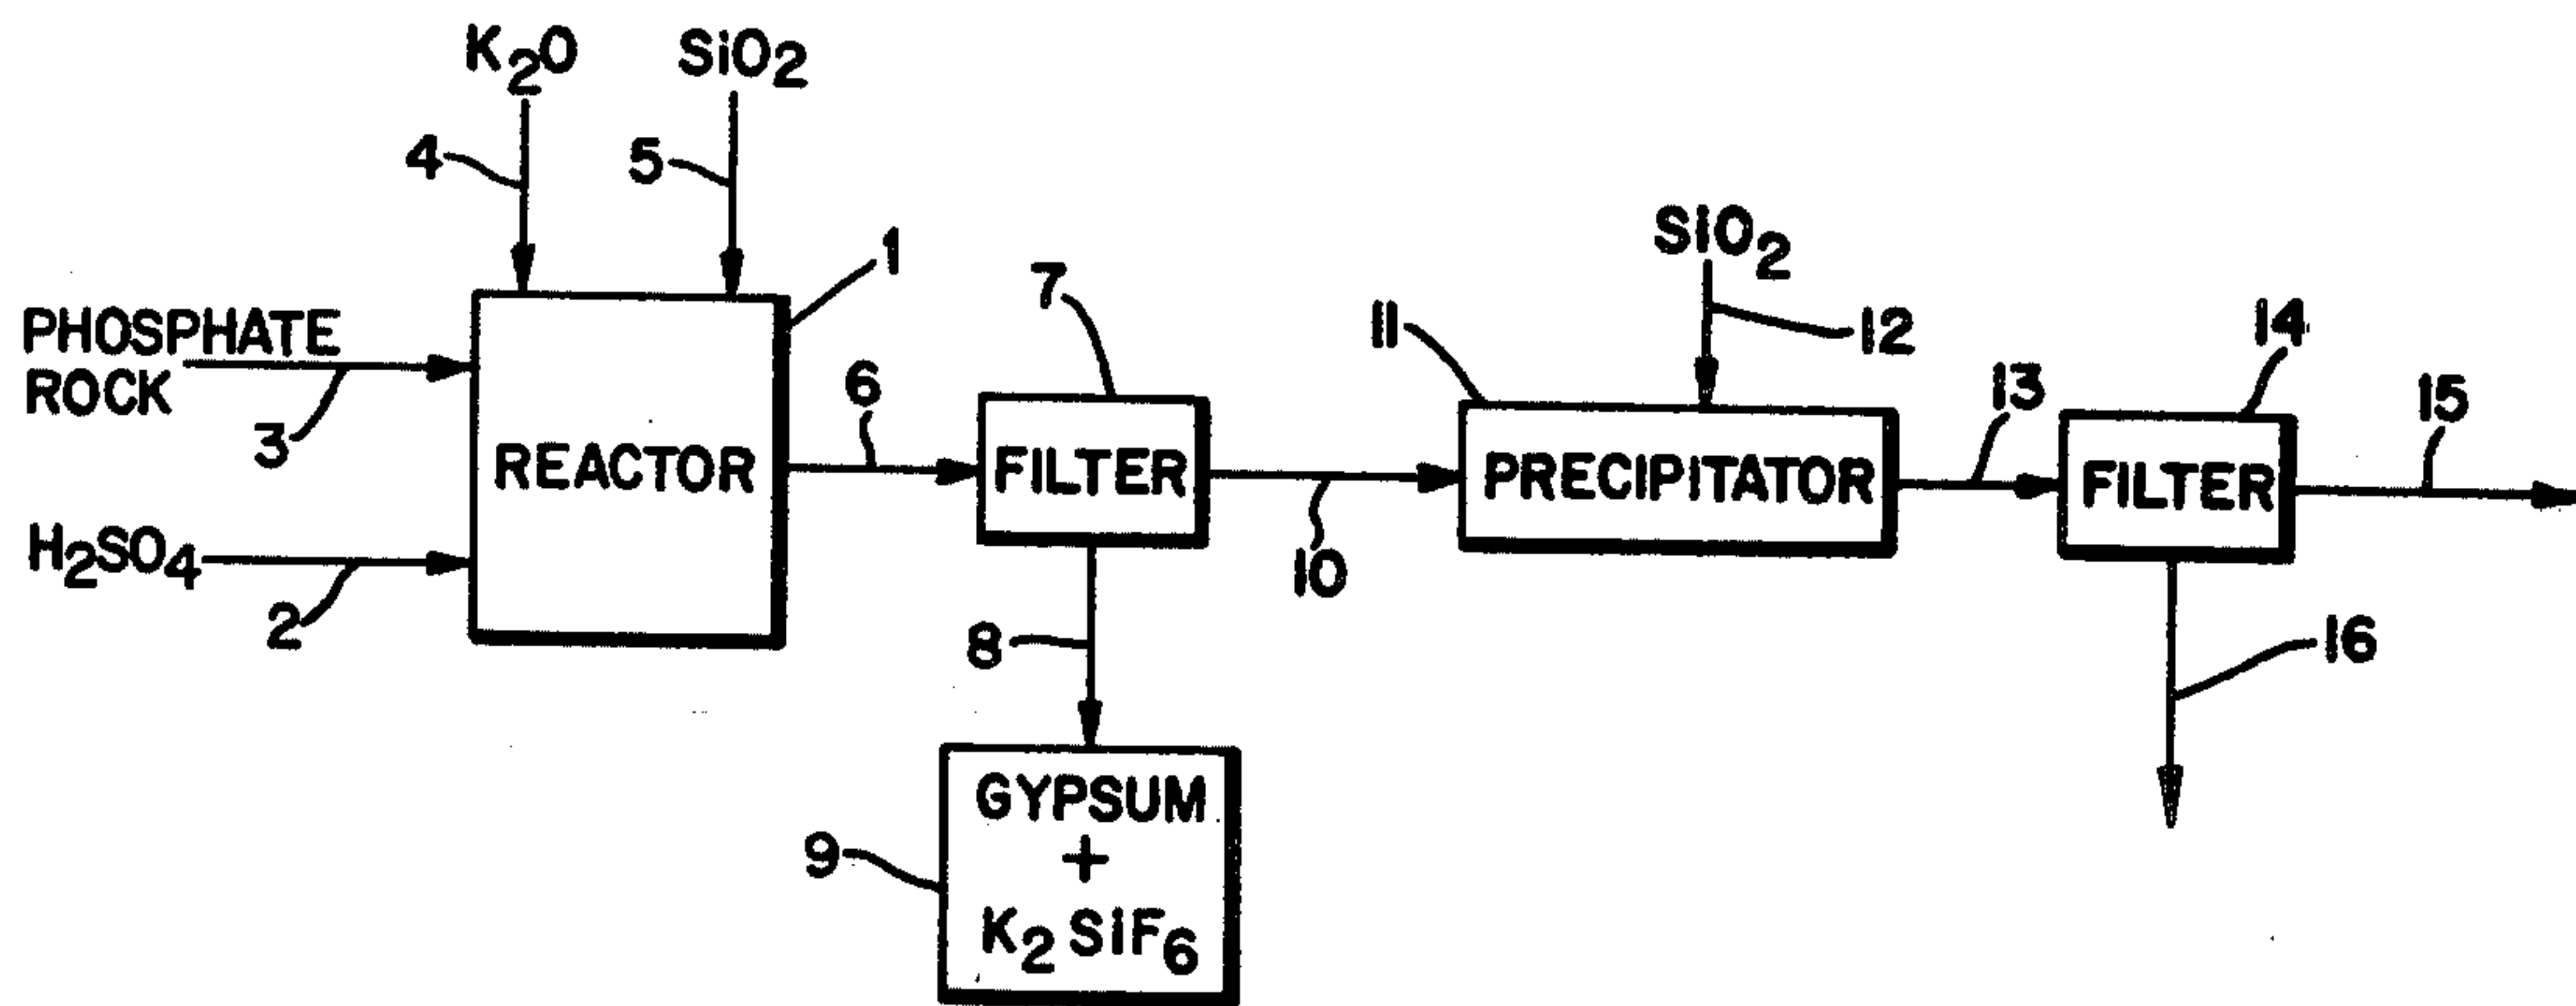 K₂O
SiO₂
4
5
1
PHOSPHATE
ROCK
3
H₂SO₄
2
REACTOR
6
7
FILTER
8
9
GYPSUM
+
K₂SiF₆
10
11
SiO₂
12
PRECIPITATOR
13
14
FILTER
15
16